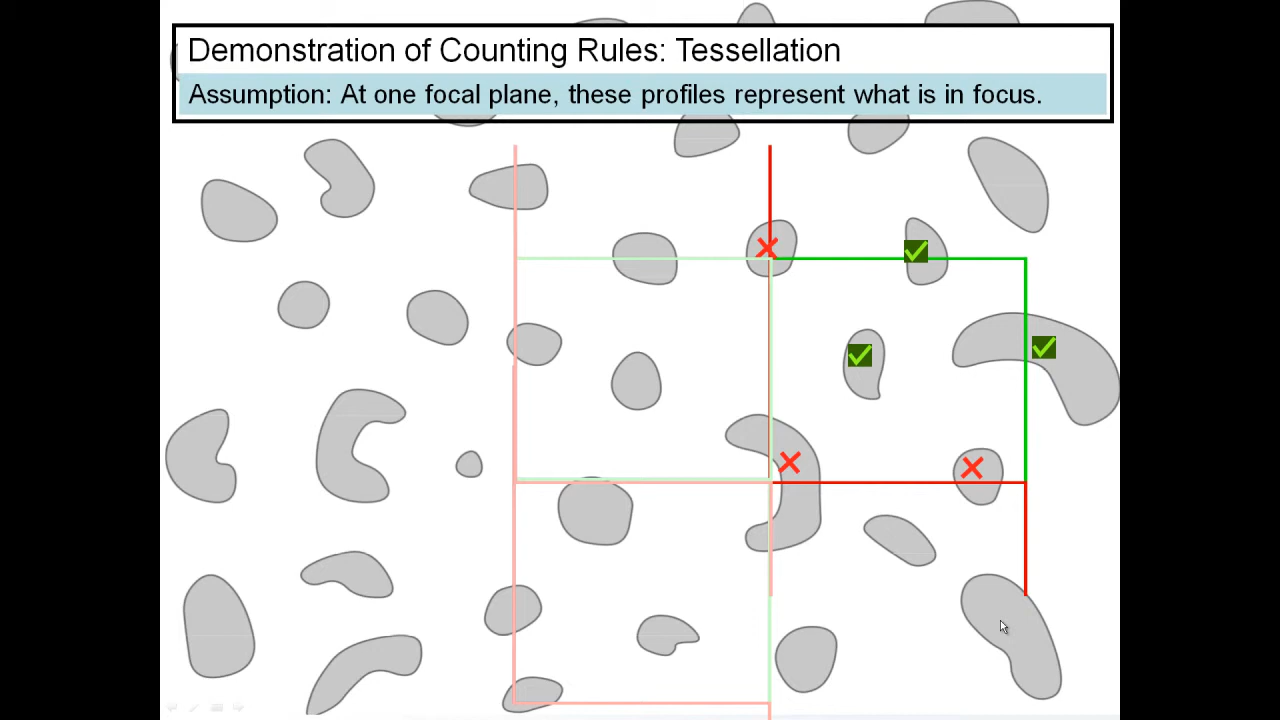 Demonstration of Counting Rules: Tessellation
Assumption: At one focal plane, these profiles represent what is in focus.